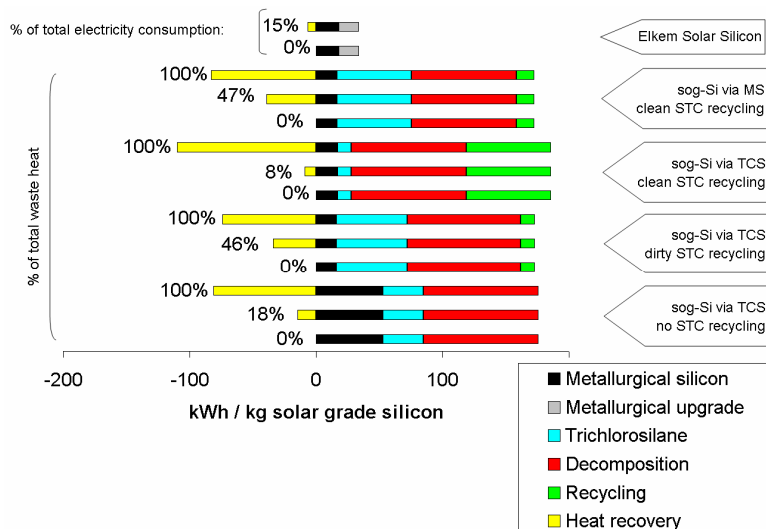 % of total electricity consumption:
15%
0%
Elkem Solar Silicon
100%
47%
0%
sog-Si via MS
clean STC recycling
100%
8%
0%
sog-Si via TCS
clean STC recycling
100%
46%
0%
sog-Si via TCS
dirty STC recycling
100%
18%
0%
sog-Si via TCS
no STC recycling
% of total waste heat
-200
-100
0
100
kWh / kg solar grade silicon
Metallurgical silicon
Metallurgical upgrade
Trichlorosilane
Decomposition
Recycling
Heat recovery